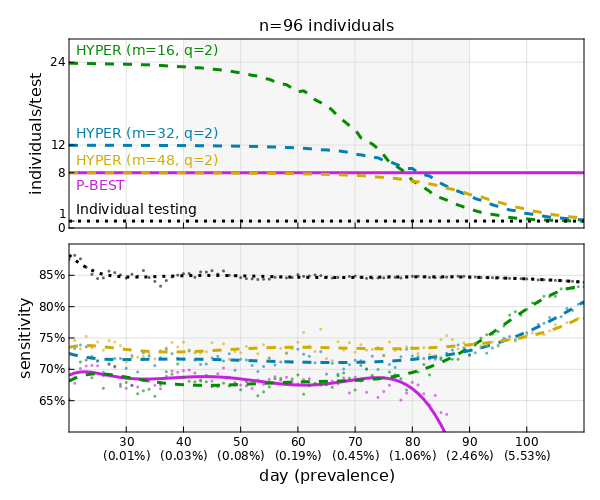 n=96 individuals
individuals/test
24
12
8
1
0
HYPER (m=16, q=2)
HYPER (m=32, q=2)
HYPER (m=48, q=2)
P-BEST
Individual testing
sensitivity
85%
80%
75%
70%
65%
30 40 50 60 70 80 90 100
(0.01%) (0.03%) (0.08%) (0.19%) (0.45%) (1.06%) (2.46%) (5.53%)
day (prevalence)